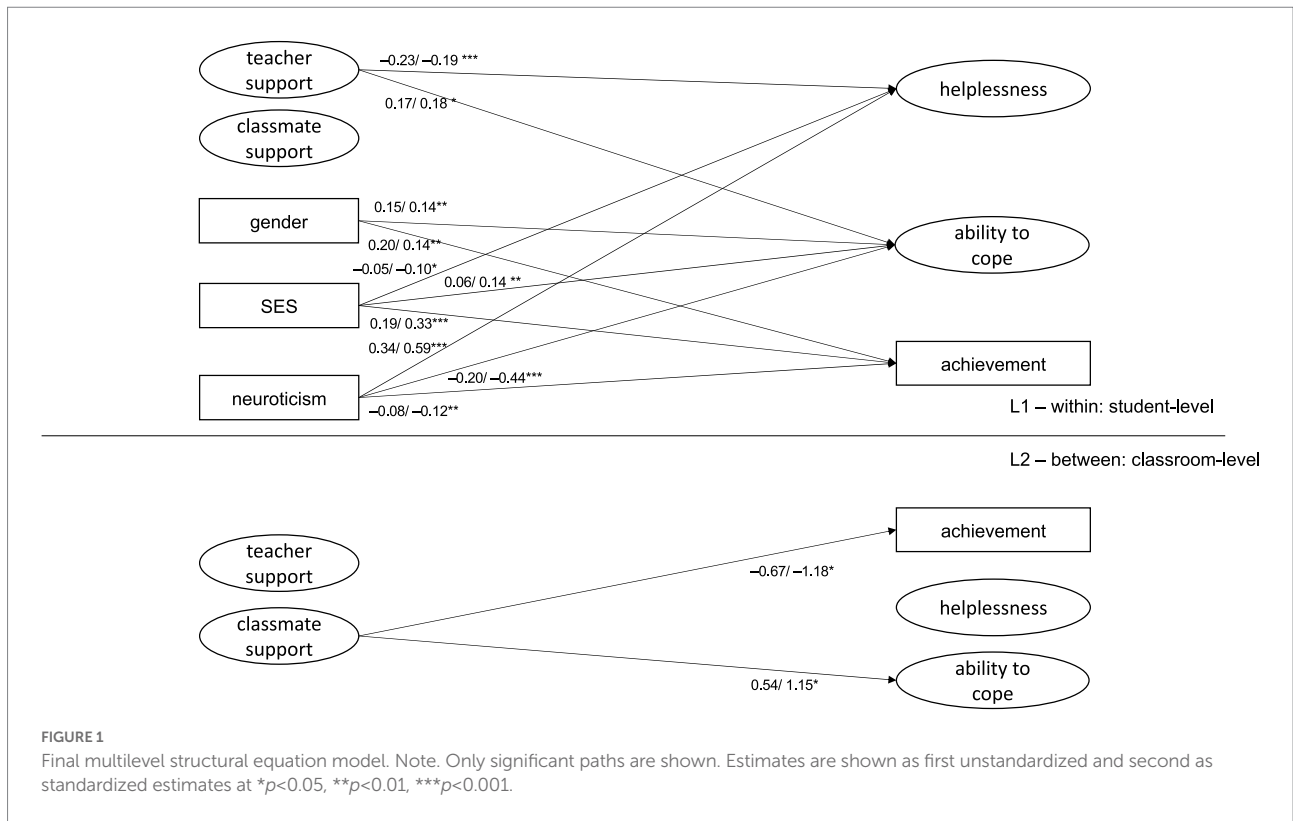 teacher
support
−0.23/ −0.19 ***
helplessness
0.17/ 0.18 *
classmate
support
gender
0.15/ 0.14**
0.20/ 0.14**
ability to
cope
−0.05/ −0.10*
0.06/ 0.14 **
SES
0.19/ 0.33***
0.34/ 0.59***
achievement
neuroticism
−0.20/ −0.44***
−0.08/ −0.12**
L1 – within: student-level
L2 – between: classroom-level
achievement
teacher
support
−0.67/ −1.18*
helplessness
classmate
support
ability to
cope
0.54/ 1.15*
FIGURE 1
Final multilevel structural equation model. Note. Only significant paths are shown. Estimates are shown as first unstandardized and second as
standardized estimates at *p<0.05, **p<0.01, ***p<0.001.